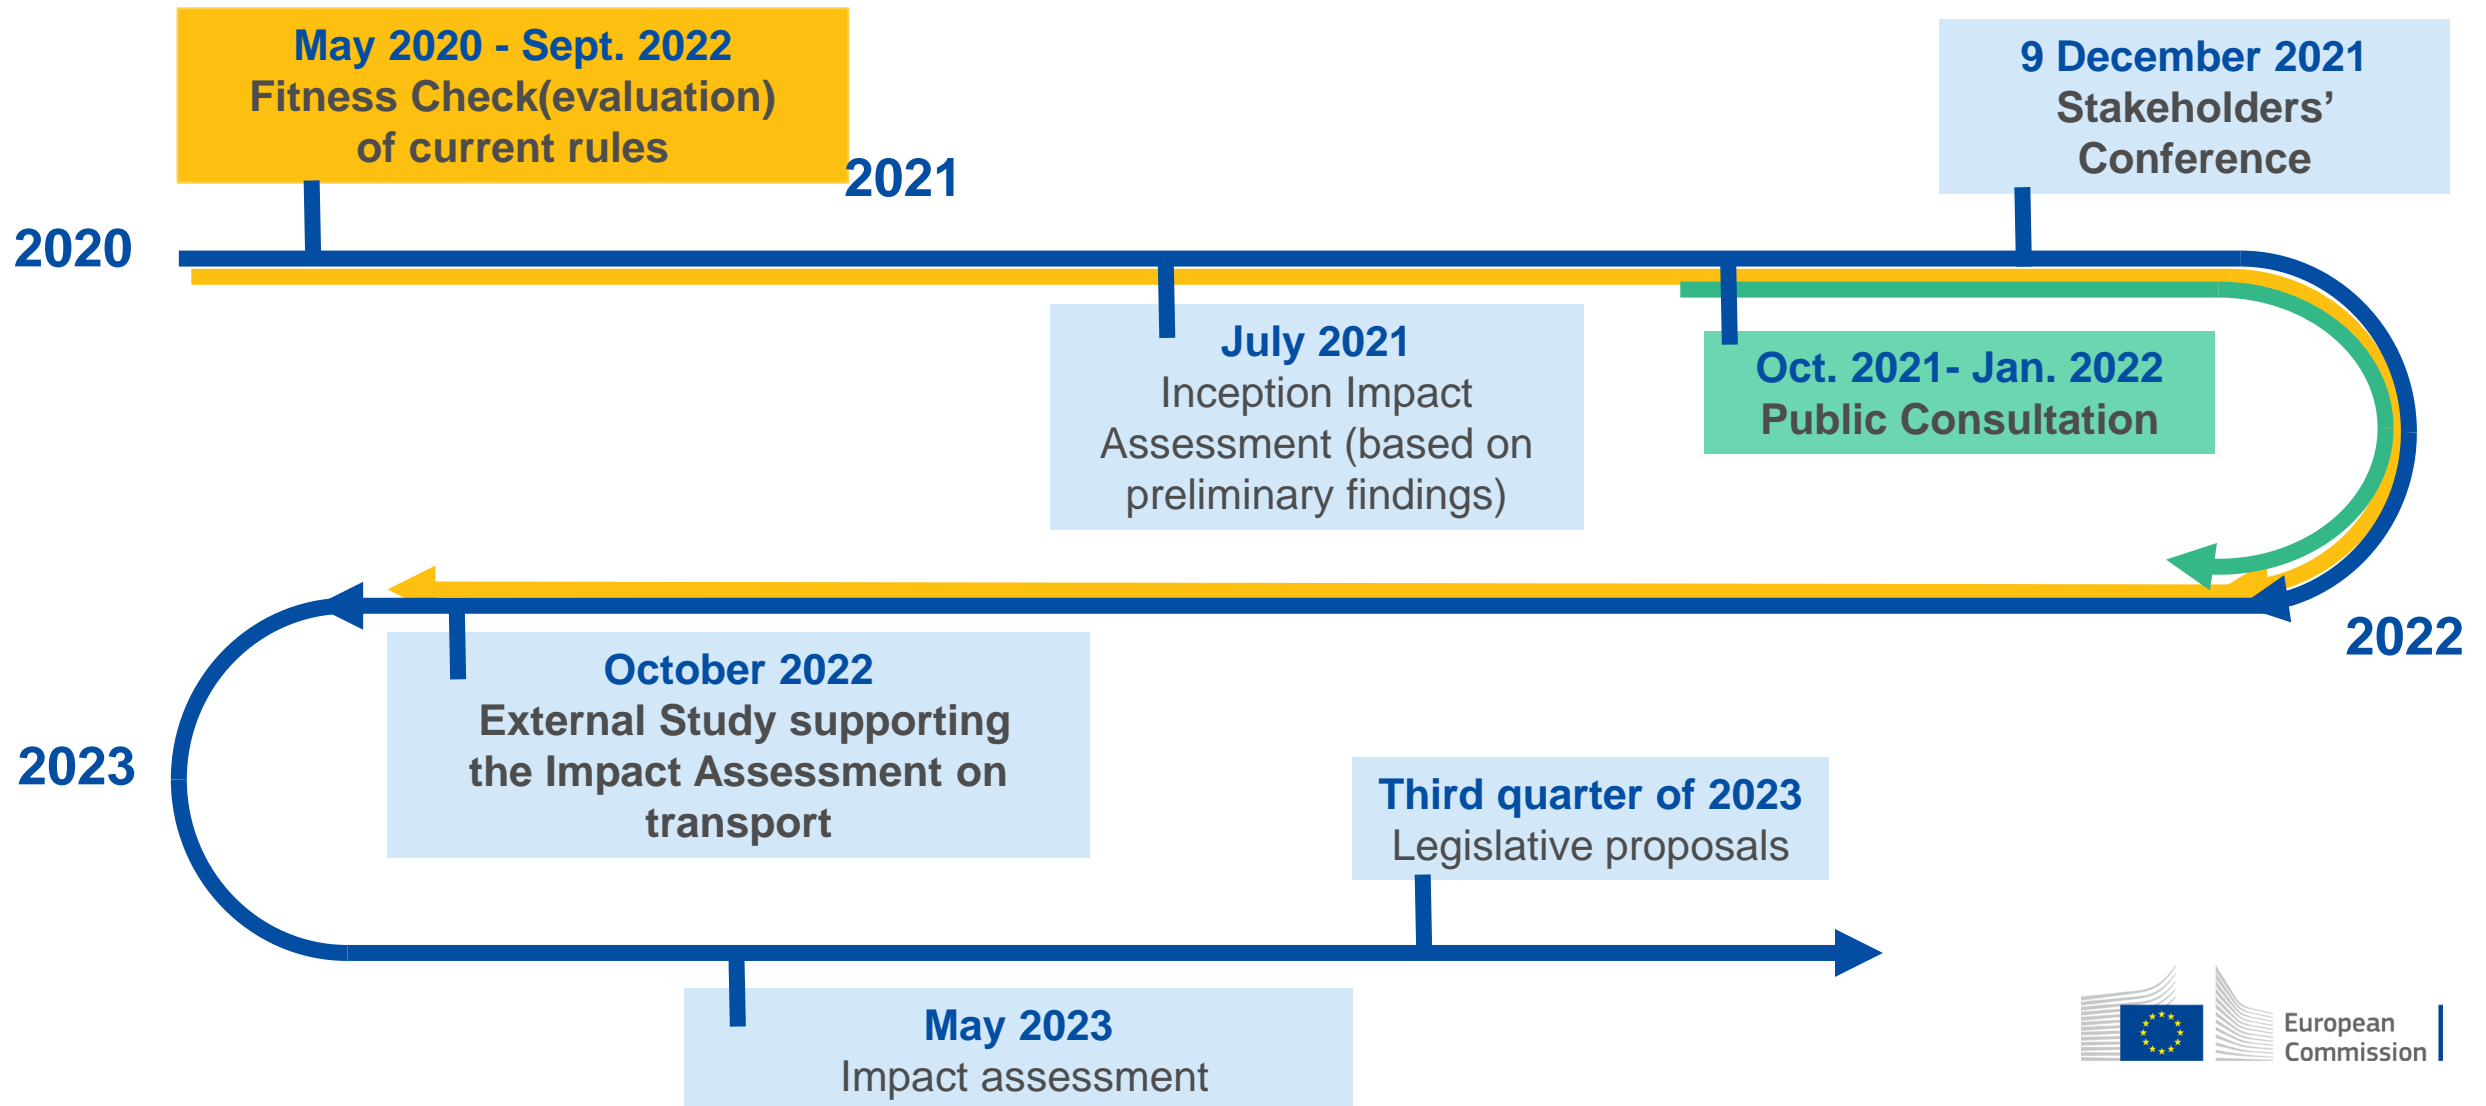 May 2020 - Sept. 2022
Fitness Check(evaluation)
of current rules
2021
9 December 2021
Stakeholders’
Conference
2020
July 2021
Inception Impact
Assessment (based on
preliminary findings)
Oct. 2021- Jan. 2022
Public Consultation
2022
October 2022
External Study supporting
the Impact Assessment on
transport
2023
Third quarter of 2023
Legislative proposals
May 2023
Impact assessment
European
Commission